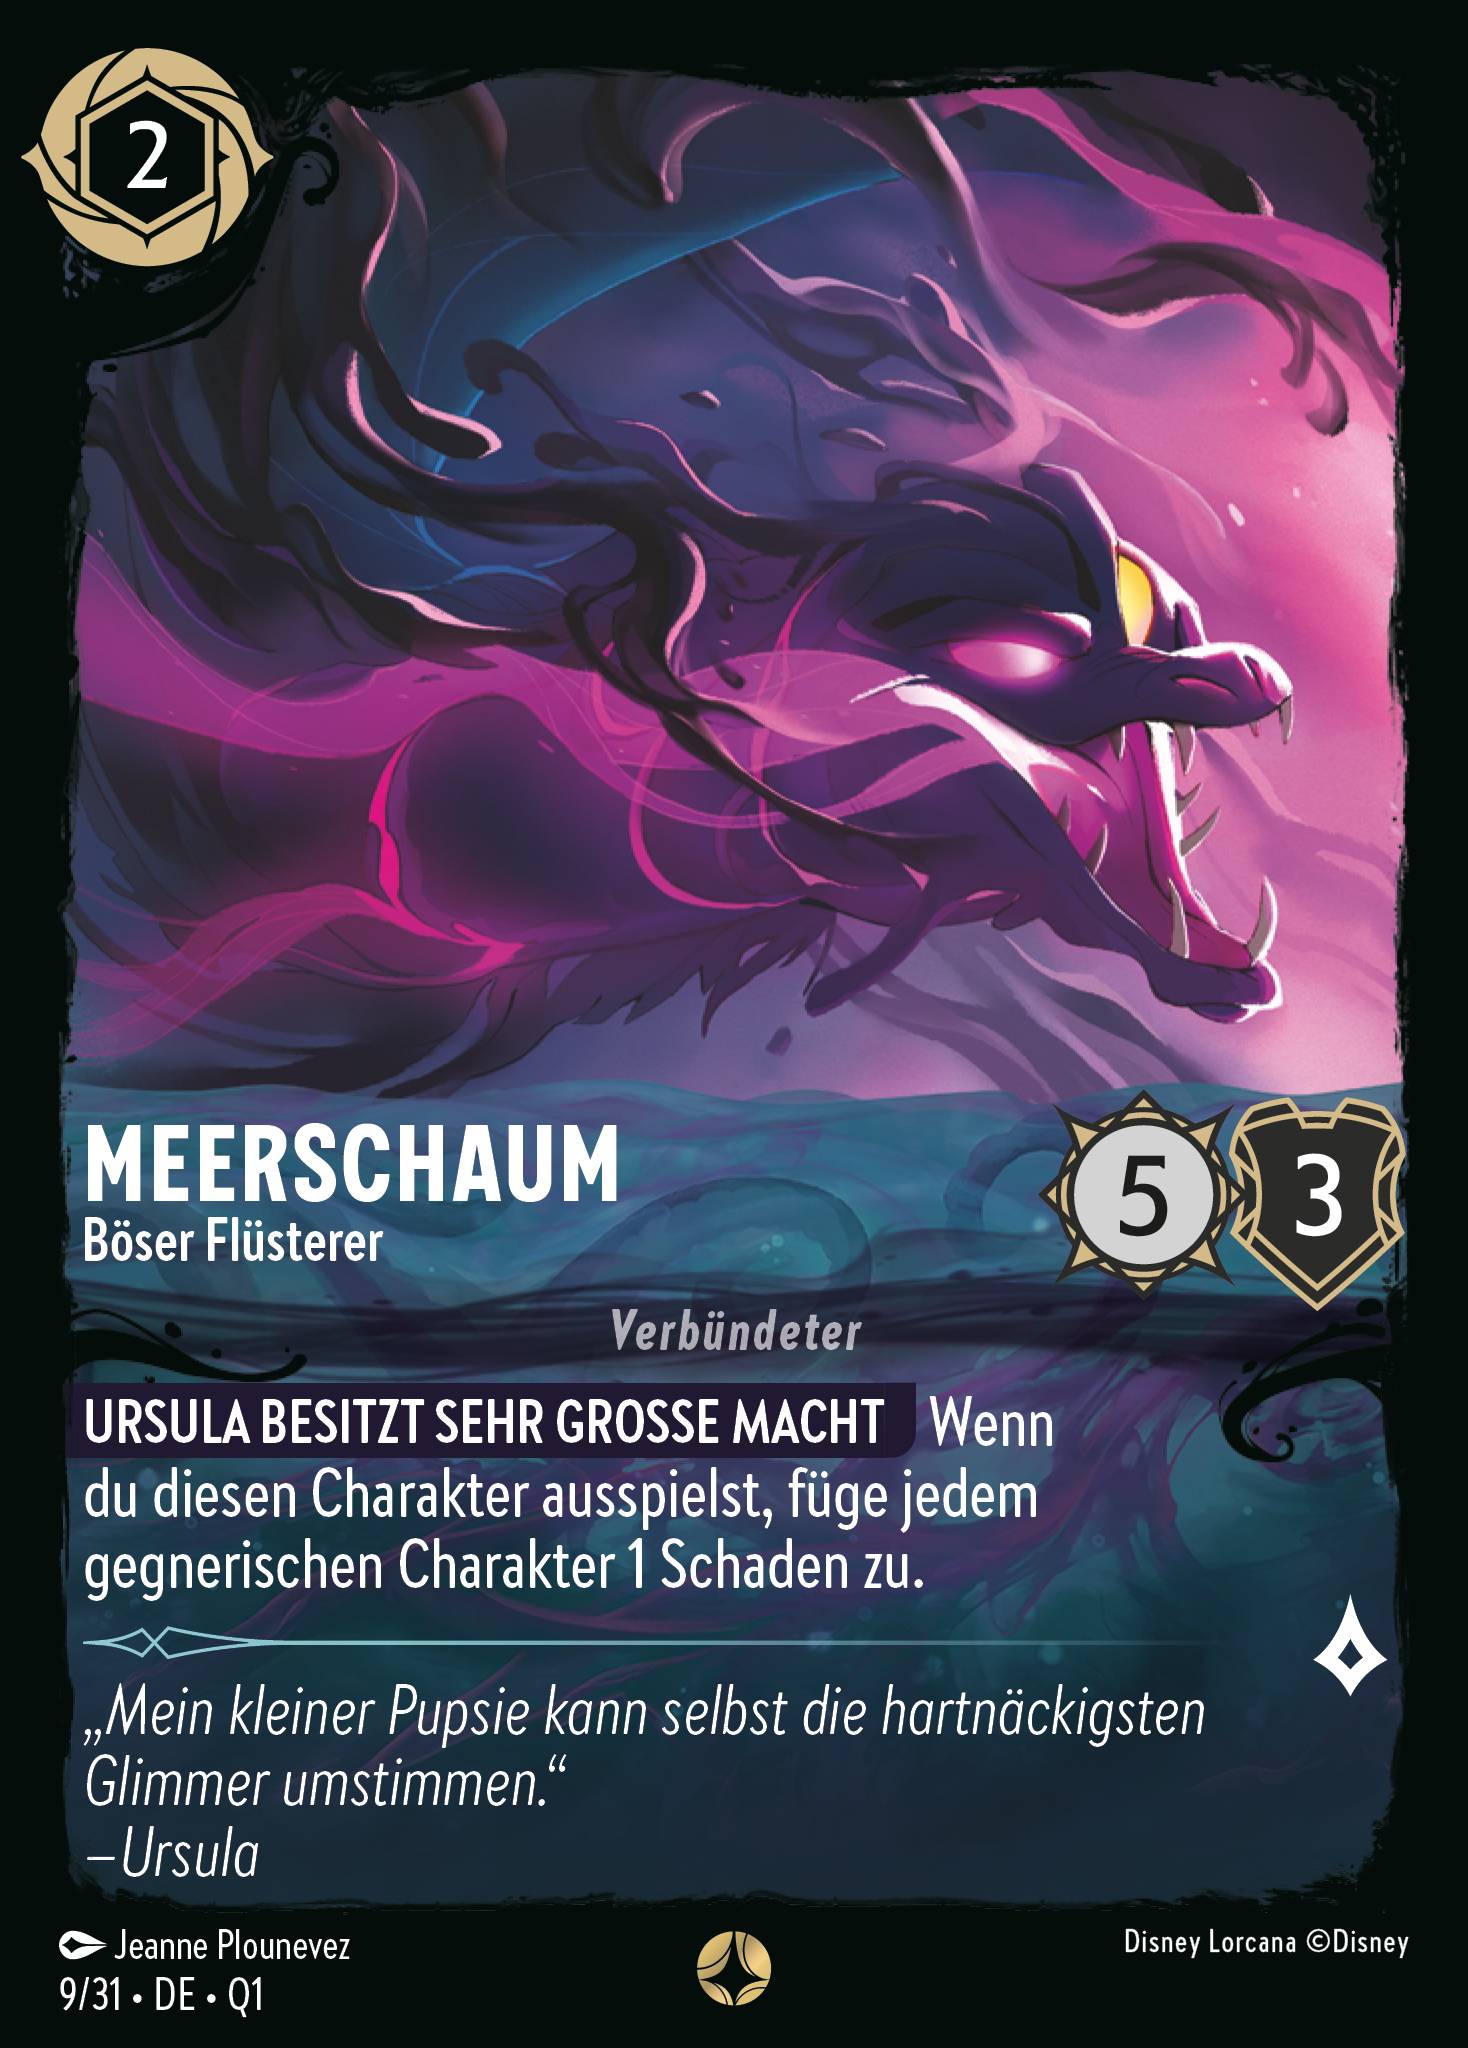 2
MEERSCHAUM
Böser Flüsterer
5 3
Verbündeter
URSULA BESITZT SEHR GROSSE MACHT Wenn
du diesen Charakter ausspielst, füge jedem
gegnerischen Charakter 1 Schaden zu.
„Mein kleiner Pupsie kann selbst die hartnäckigsten
Glimmer umstimmen.“
–Ursula
Jeanne Plounevez
Disney Lorcana ©Disney
9/31 • DE • Q1